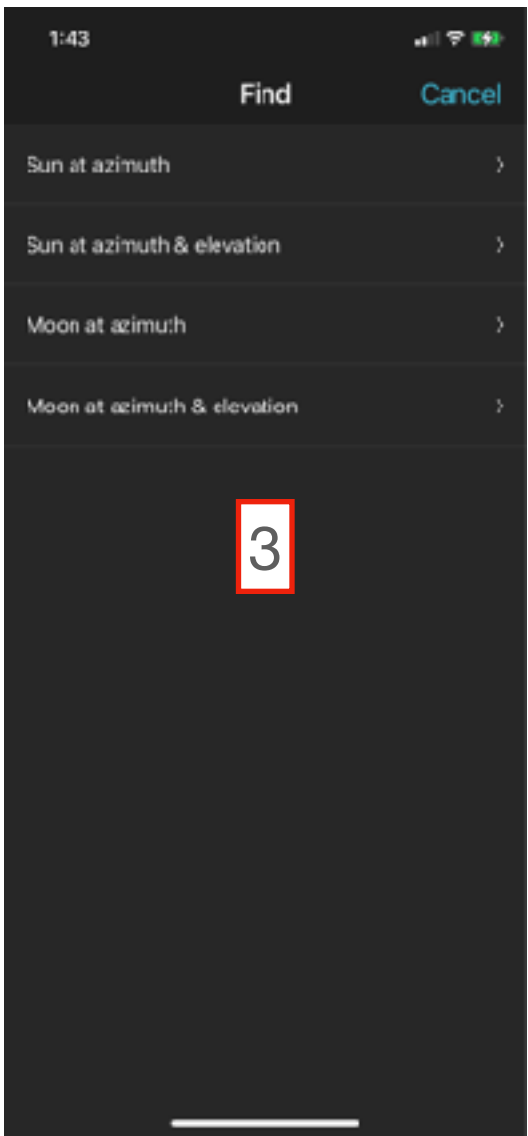 1:43
Find
Cancel
Sun at azimuth
Sun at azimuth & elevation
Moon at azimuth
Moon at azimuth & elevation
3